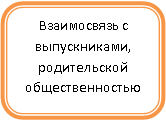 Взаимосвязь с
выпускниками,
родительской
общественностью